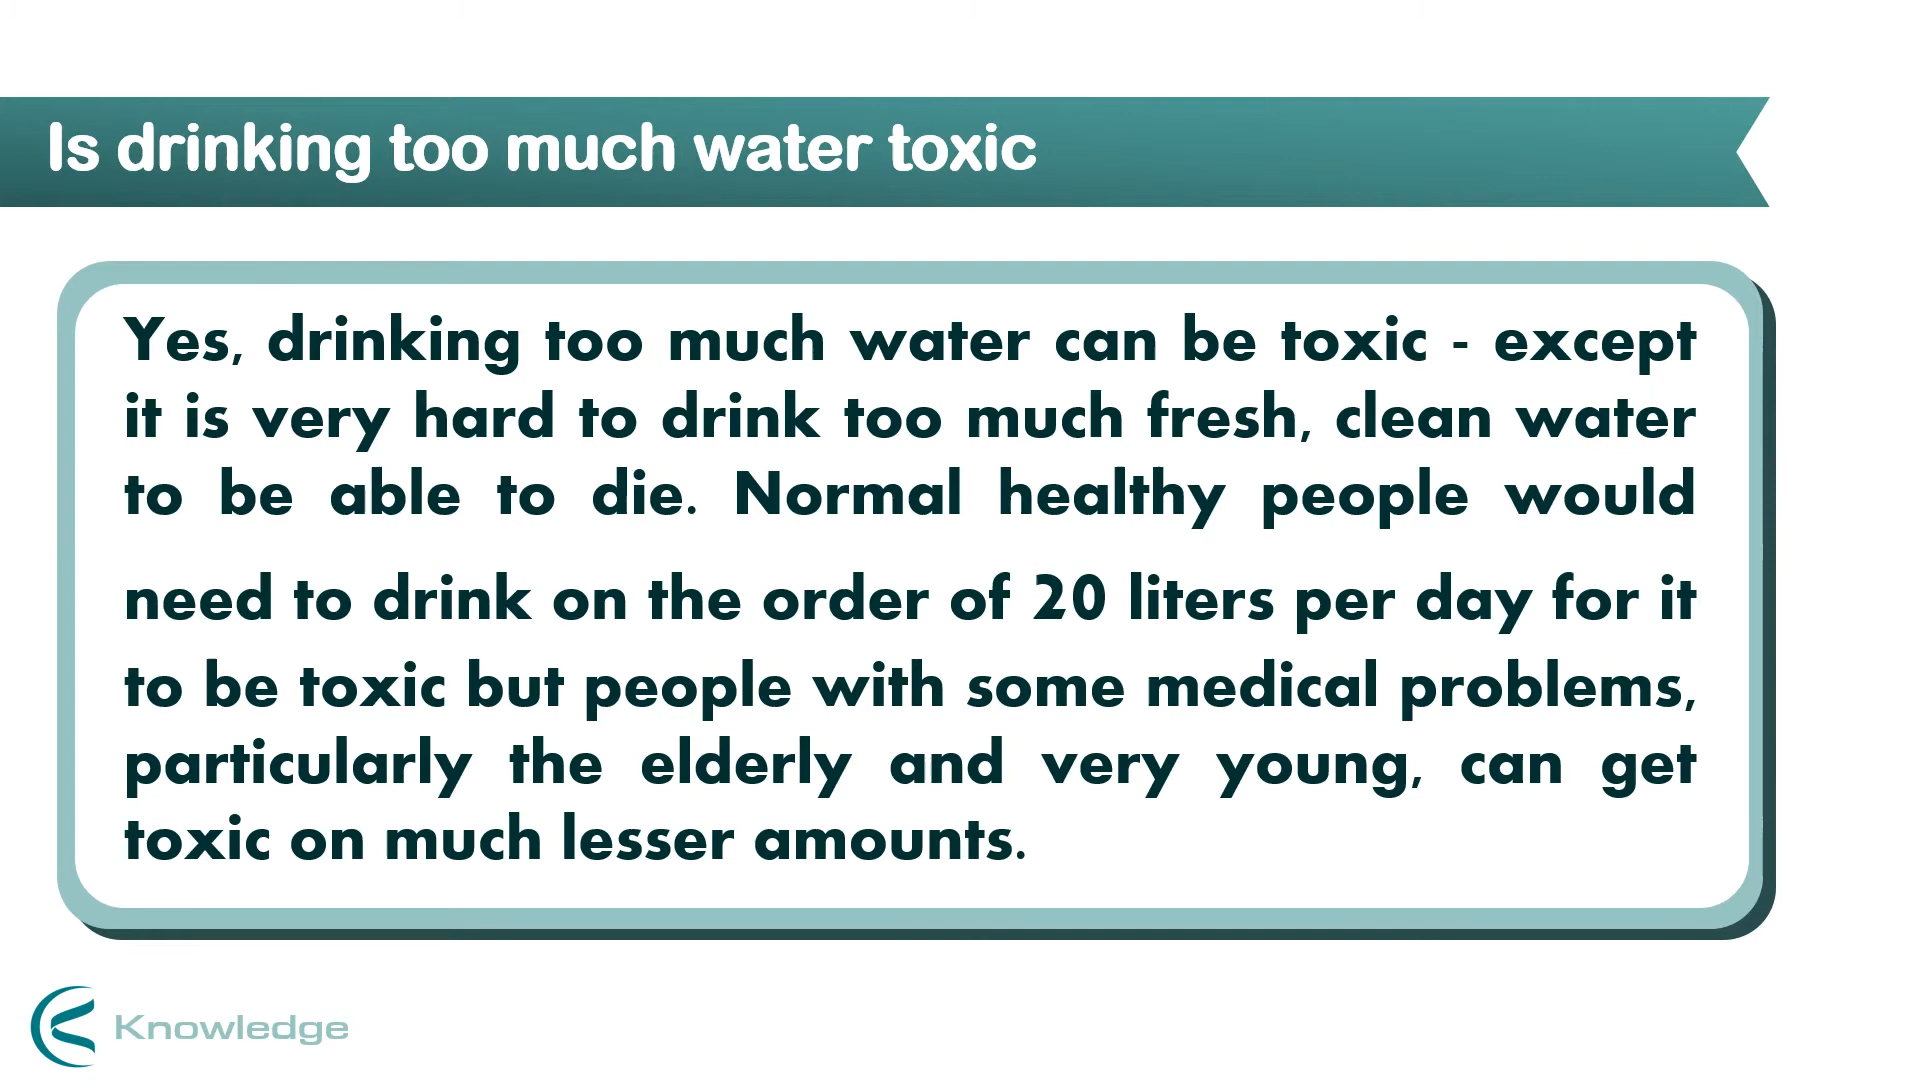 Is drinking too much water toxic
Yes, drinking too much water can be toxic - except
it is very hard to drink too much fresh, clean water
to be able to die. Normal healthy people would
need to drink on the order of 20 liters per day for it
to be toxic but people with some medical problems,
particularly the elderly and very young, can get
toxic on much lesser amounts.
Knowledge